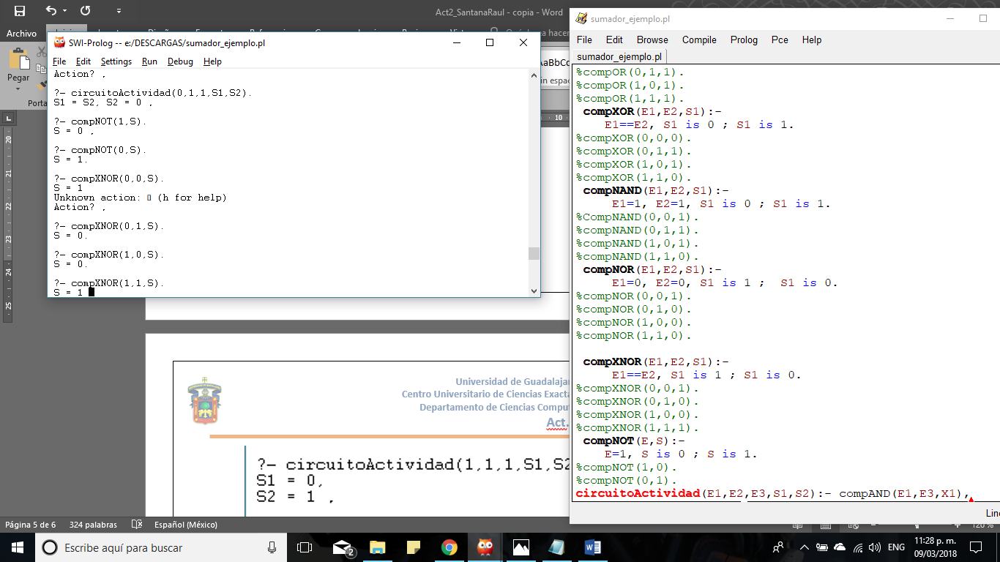 Act2_SantanaRaul - copia - Word
Archivo
Pegar
Porta
SWI-Prolog -- e:/DESCARGAS/sumador_ejemplo.pl
File Edit Settings Run Debug Help
Action? ,
?- circuitoActividad(0,1,1,S1,S2).
S1 = S2, S2 = 0 ,
?- compNOT(1,S).
S = 0 ,
?- compNOT(0,S).
S = 1.
?- compXNOR(0,0,S).
S = 1
Unknown action: ▯ (h for help)
Action? ,
?- compXNOR(0,1,S).
S = 0.
?- compXNOR(1,0,S).
S = 0.
?- compXNOR(1,1,S).
S = 1
L
20
21
22
23
24
25
10
Universidad de Guadalajar
Centro Universitario de Ciencias Exacta
Departamento de Ciencias Comput
Act.
?- circuitoActividad(1,1,1,S1,S2
S1 = 0,
S2 = 1 ,
sumador_ejemplo.pl
File Edit Browse Compile Prolog Pce Help
sumador_ejemplo.pl
%compOR(0,1,1).
%compOR(1,0,1).
%compOR(1,1,1).
compXOR(E1,E2,S1):-
E1==E2, S1 is 0 ; S1 is 1.
%compXOR(0,0,0).
%compXOR(0,1,1).
%compXOR(1,0,1).
%compXOR(1,1,0).
compNAND(E1,E2,S1):-
E1=1, E2=1, S1 is 0 ; S1 is 1.
%CompNAND(0,0,1).
%compNAND(0,1,1).
%compNAND(1,0,1).
%compNAND(1,1,0).
compNOR(E1,E2,S1):-
E1=0, E2=0, S1 is 1 ;  S1 is 0.
%compNOR(0,0,1).
%compNOR(0,1,0).
%compNOR(1,0,0).
%compNOR(1,1,0).
compXNOR(E1,E2,S1):-
E1==E2, S1 is 1 ; S1 is 0.
%compXNOR(0,0,1).
%compXNOR(0,1,0).
%compXNOR(1,0,0).
%compXNOR(1,1,1).
compNOT(E,S):-
E=1, S is 0 ; S is 1.
%compNOT(1,0).
%compNOT(0,1).
circuitoActividad(E1,E2,E3,S1,S2):- compAND(E1,E3,X1),
Line
Página 5 de 6 324 palabras Español (México)
120 %
Escribe aquí para buscar
2
ENG
11:28 p. m.
09/03/2018